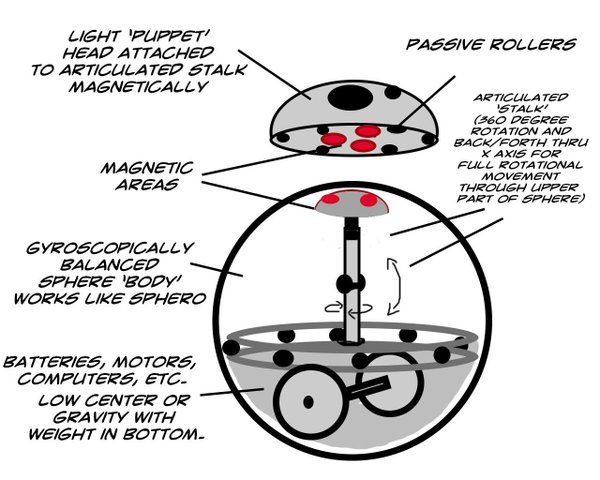 LIGHT 'PUPPET'
HEAD ATTACHED
TO ARTICULATED STALK
MAGNETICALLY
PASSIVE ROLLERS
ARTICULATED
'STALK'
(360 DEGREE
ROTATION AND
BACK/FORTH THRU
X AXIS FOR
FULL ROTATIONAL
MOVEMENT
THROUGH UPPER
PART OF SPHERE)
MAGNETIC
AREAS
GYROSCOPICALLY
BALANCED
SPHERE 'BODY'
WORKS LIKE SPHERO
BATTERIES, MOTORS,
COMPUTERS, ETC.
LOW CENTER OR
GRAVITY WITH
WEIGHT IN BOTTOM.